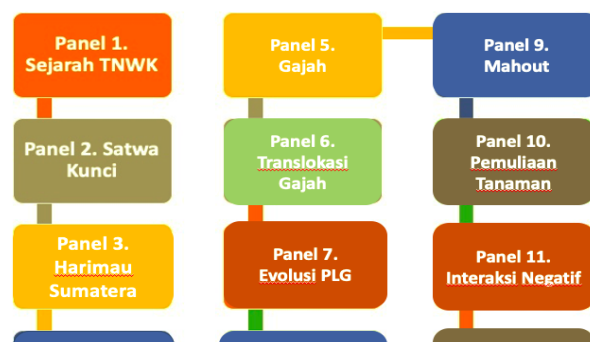 Panel 1.
Sejarah TNWK
Panel 2. Satwa
Kunci
Panel 3.
Harimau
Sumatera
Panel 5.
Gajah
Panel 6.
Translokasi
Gajah
Panel 7.
Evolusi PLG
Panel 9.
Mahout
Panel 10.
Pemuliaan
Tanaman
Panel 11.
Interaksi Negatif